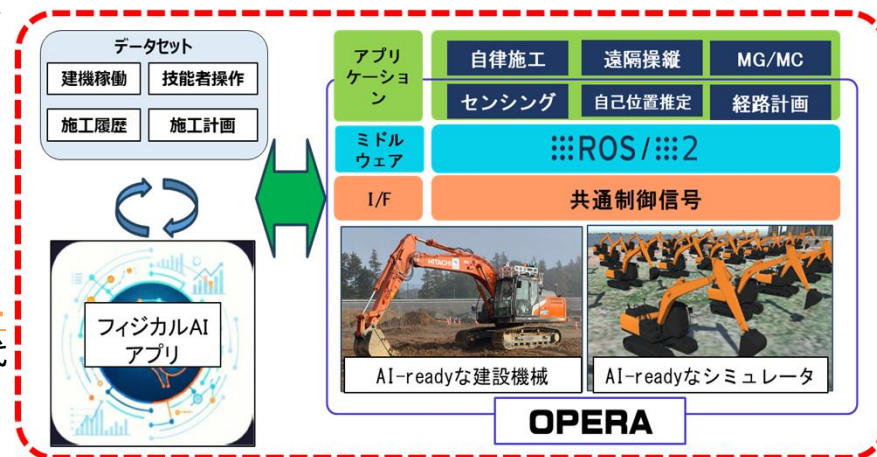 データセット
建機稼働
技能者操作
施工履歴
施工計画
フィジカルAI
アプリ
アプリ
ケーショ
ン
自律施工
遠隔操縦
MG/MC
センシング
自己位置推定
経路計画
ミドル
ウェア
ROS/2
I/F
共通制御信号
HITACHI
AI-readyな建設機械
AI-readyなシミュレータ
OPERA